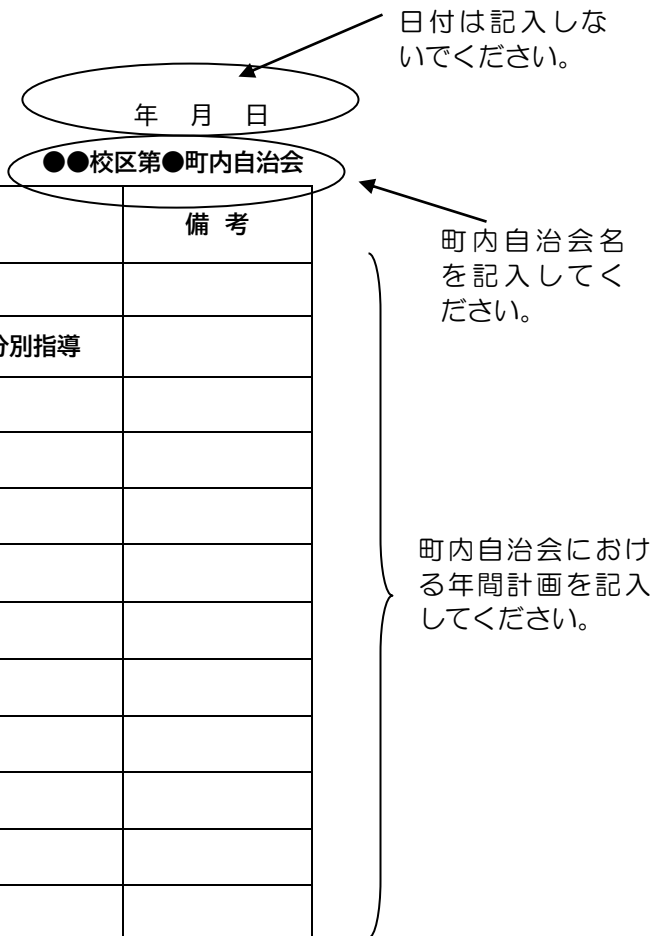 日付は記入しな
いでください。
年 月 日
●●校区第●町内自治会
備 考
町内自治会名
を記入してく
ださい。
分別指導
町内自治会におけ
る年間計画を記入
してください。